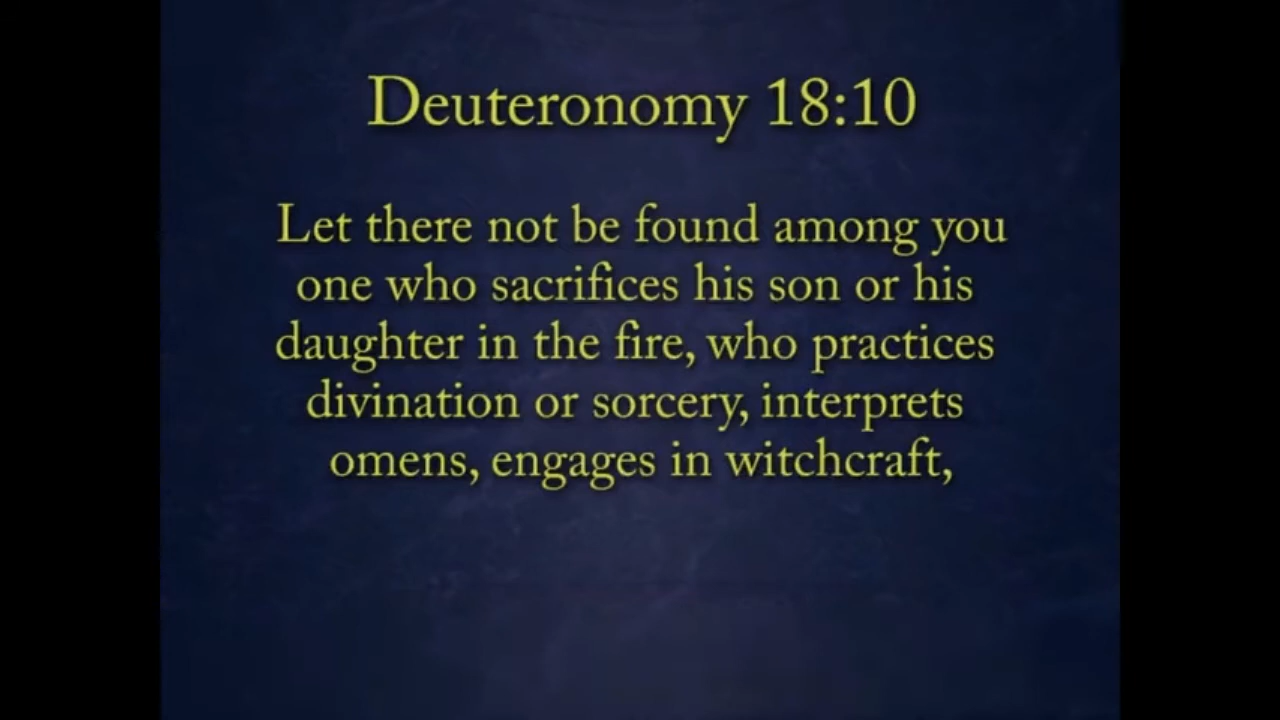 Deuteronomy 18:10
Let there not be found among you
one who sacrifices his son or his
daughter in the fire, who practices
divination or sorcery, interprets
omens, engages in witchcraft,